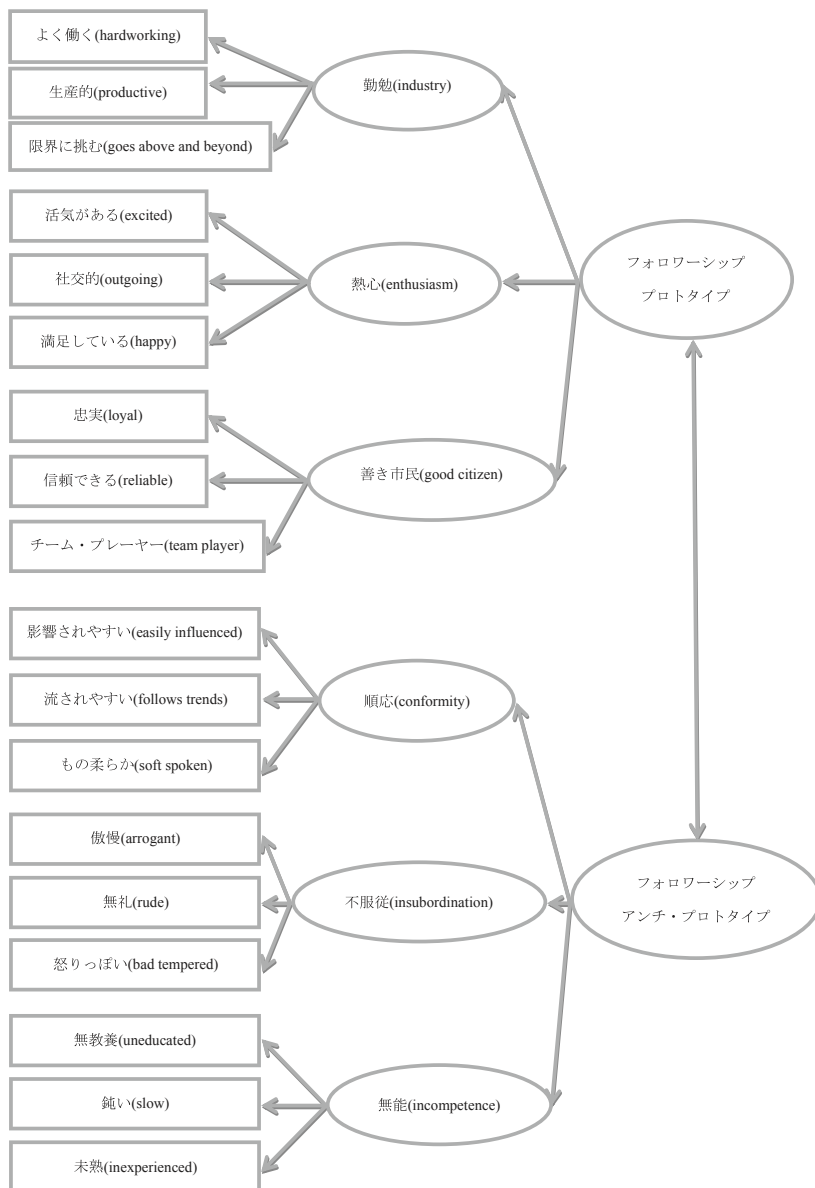 よく働く(hardworking)
生産的(productive)
限界に挑む(goes above and beyond)
勤勉(industry)
活気がある(excited)
社交的(outgoing)
満足している(happy)
熱心(enthusiasm)
忠実(loyal)
信頼できる(reliable)
チーム・プレーヤー(team player)
善き市民(good citizen)
フォロワーシップ
プロトタイプ
影響されやすい(easily influenced)
流されやすい(follows trends)
もの柔らか(soft spoken)
順応(conformity)
傲慢(arrogant)
無礼(rude)
怒りっぽい(bad tempered)
不服従(insubordination)
無教養(uneducated)
鈍い(slow)
未熟(inexperienced)
無能(incompetence)
フォロワーシップ
アンチ・プロトタイプ